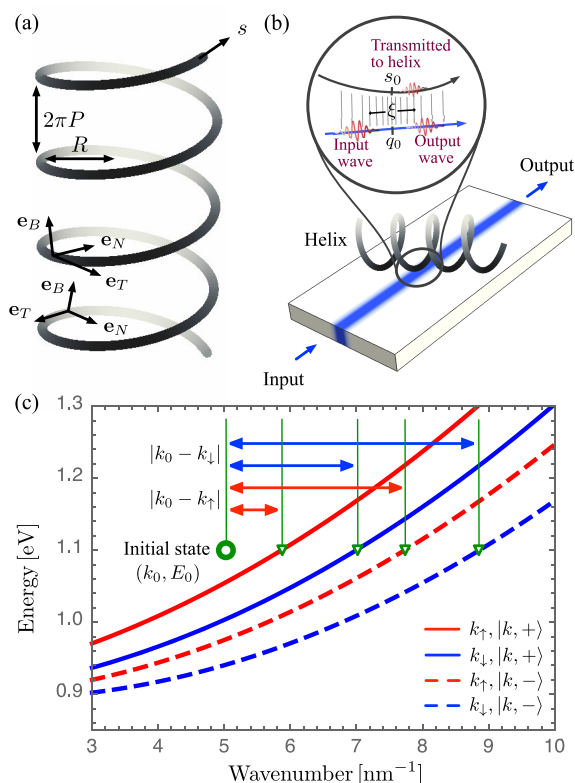 (a)
s
2πP
R
e_B
e_N
e_T
e_B
e_T
e_N
(b)
Transmitted
to helix
s_0
ξ
Input
wave
q_0
Output
wave
Output
Helix
Input
(c)
Energy [eV]
1.3
1.2
1.1
1.0
0.9
|k_0 − k_↓|
|k_0 − k_↑|
Initial state
(k_0, E_0)
k_↑, |k, +⟩
k_↓, |k, +⟩
k_↑, |k, −⟩
k_↓, |k, −⟩
3 4 5 6 7 8 9 10
Wavenumber [nm⁻¹]